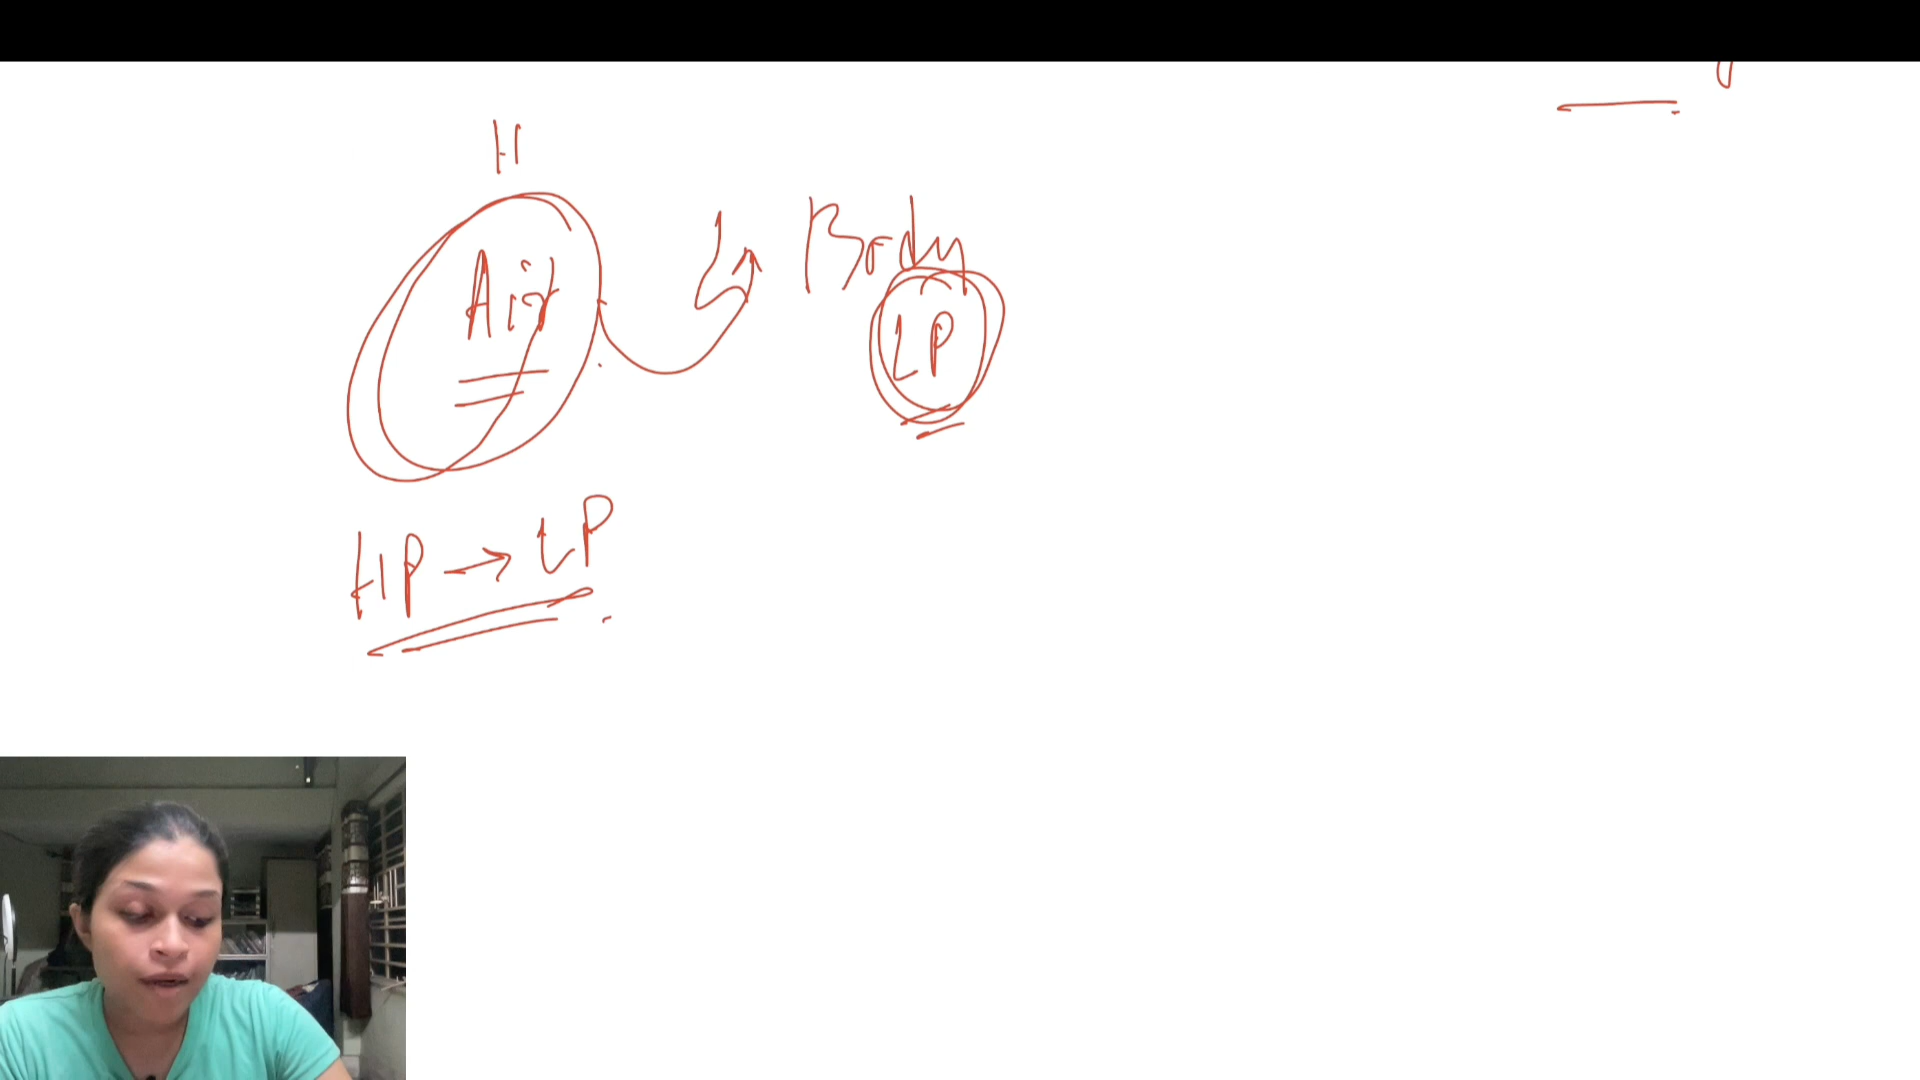 H
Air
Body
LP
HP → LP